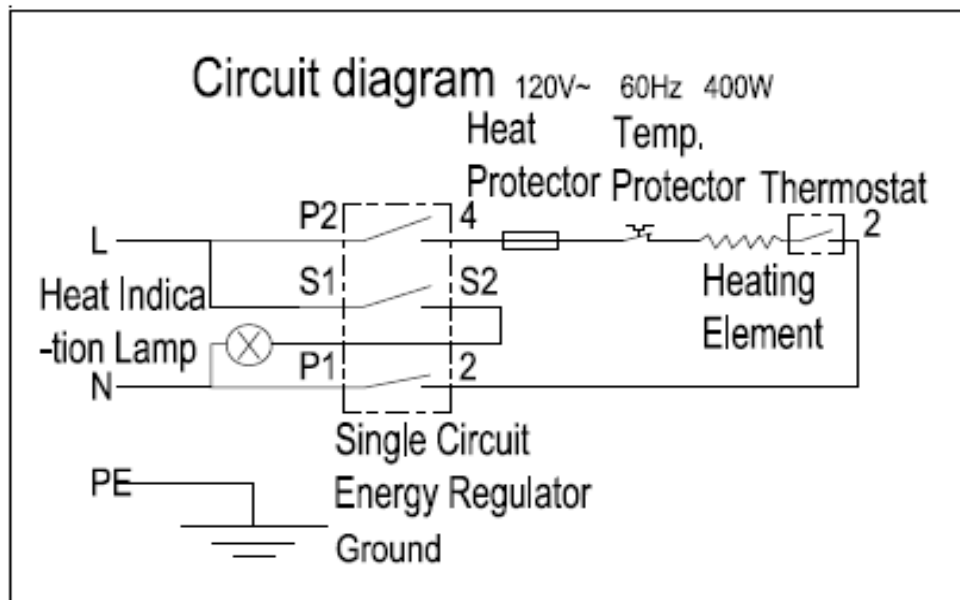 Circuit diagram 120V~ 60Hz 400W
Heat Protector
Temp. Protector
Thermostat
L
P2
4
2
Heat Indica
-tion Lamp
S1
S2
Heating
Element
N
P1
2
PE
Single Circuit
Energy Regulator
Ground